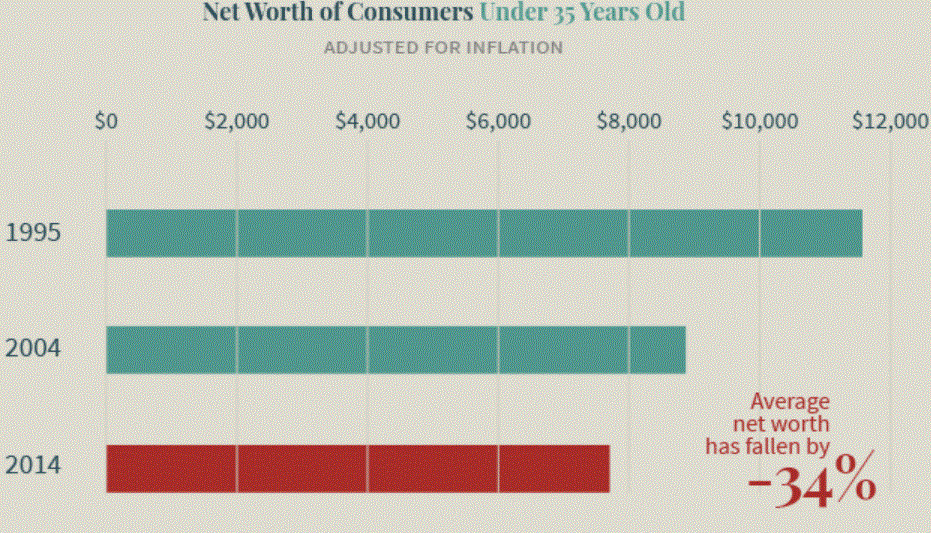 Net Worth of Consumers Under 35 Years Old
ADJUSTED FOR INFLATION
$0 $2,000 $4,000 $6,000 $8,000 $10,000 $12,000
1995
2004
2014
Average
net worth
has fallen by
-34%